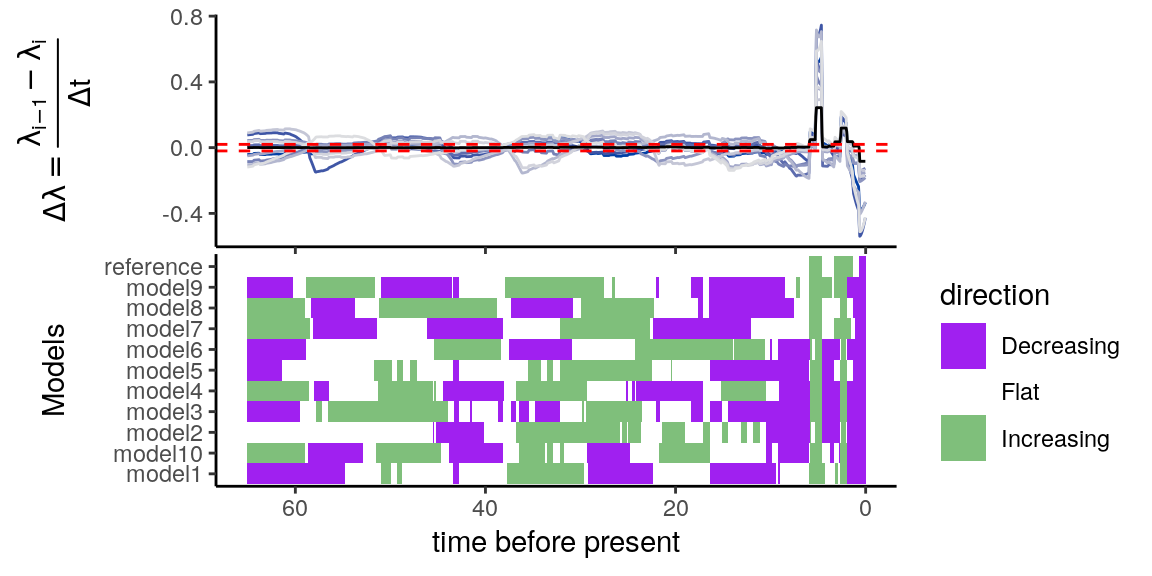 0.8
0.4
0.0
-0.4
Δλ = (λi−1 − λi) / Δt
reference
model9
model8
model7
model6
model5
model4
model3
model2
model10
model1
Models
60 40 20 0
time before present
direction
Decreasing
Flat
Increasing